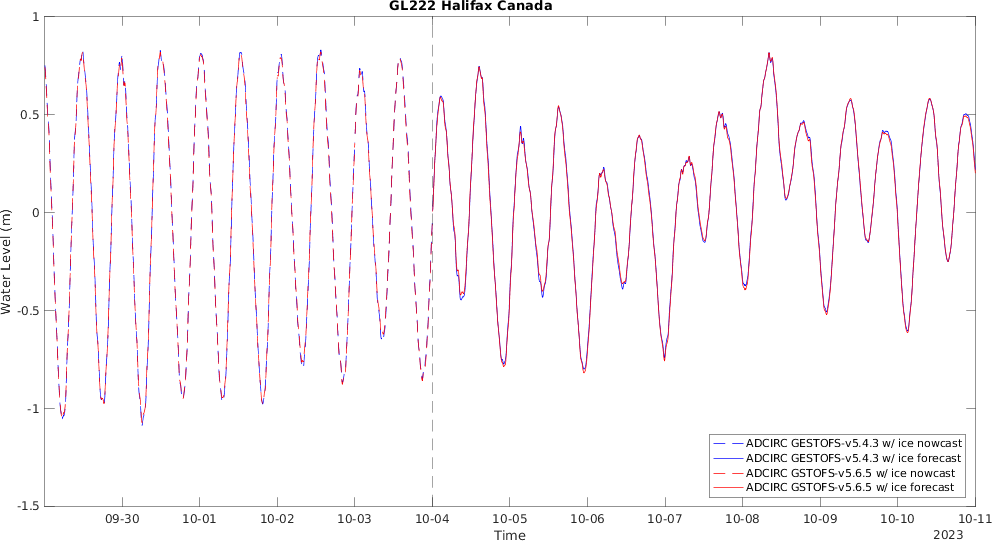 GL222 Halifax Canada
1
0.5
0
-0.5
-1
-1.5
Water Level (m)
09-30 10-01 10-02 10-03 10-04 10-05 10-06 10-07 10-08 10-09 10-10 10-11
Time
2023
ADCIRC GESTOFS-v5.4.3 w/ ice nowcast
ADCIRC GESTOFS-v5.4.3 w/ ice forecast
ADCIRC GSTOFS-v5.6.5 w/ ice nowcast
ADCIRC GSTOFS-v5.6.5 w/ ice forecast